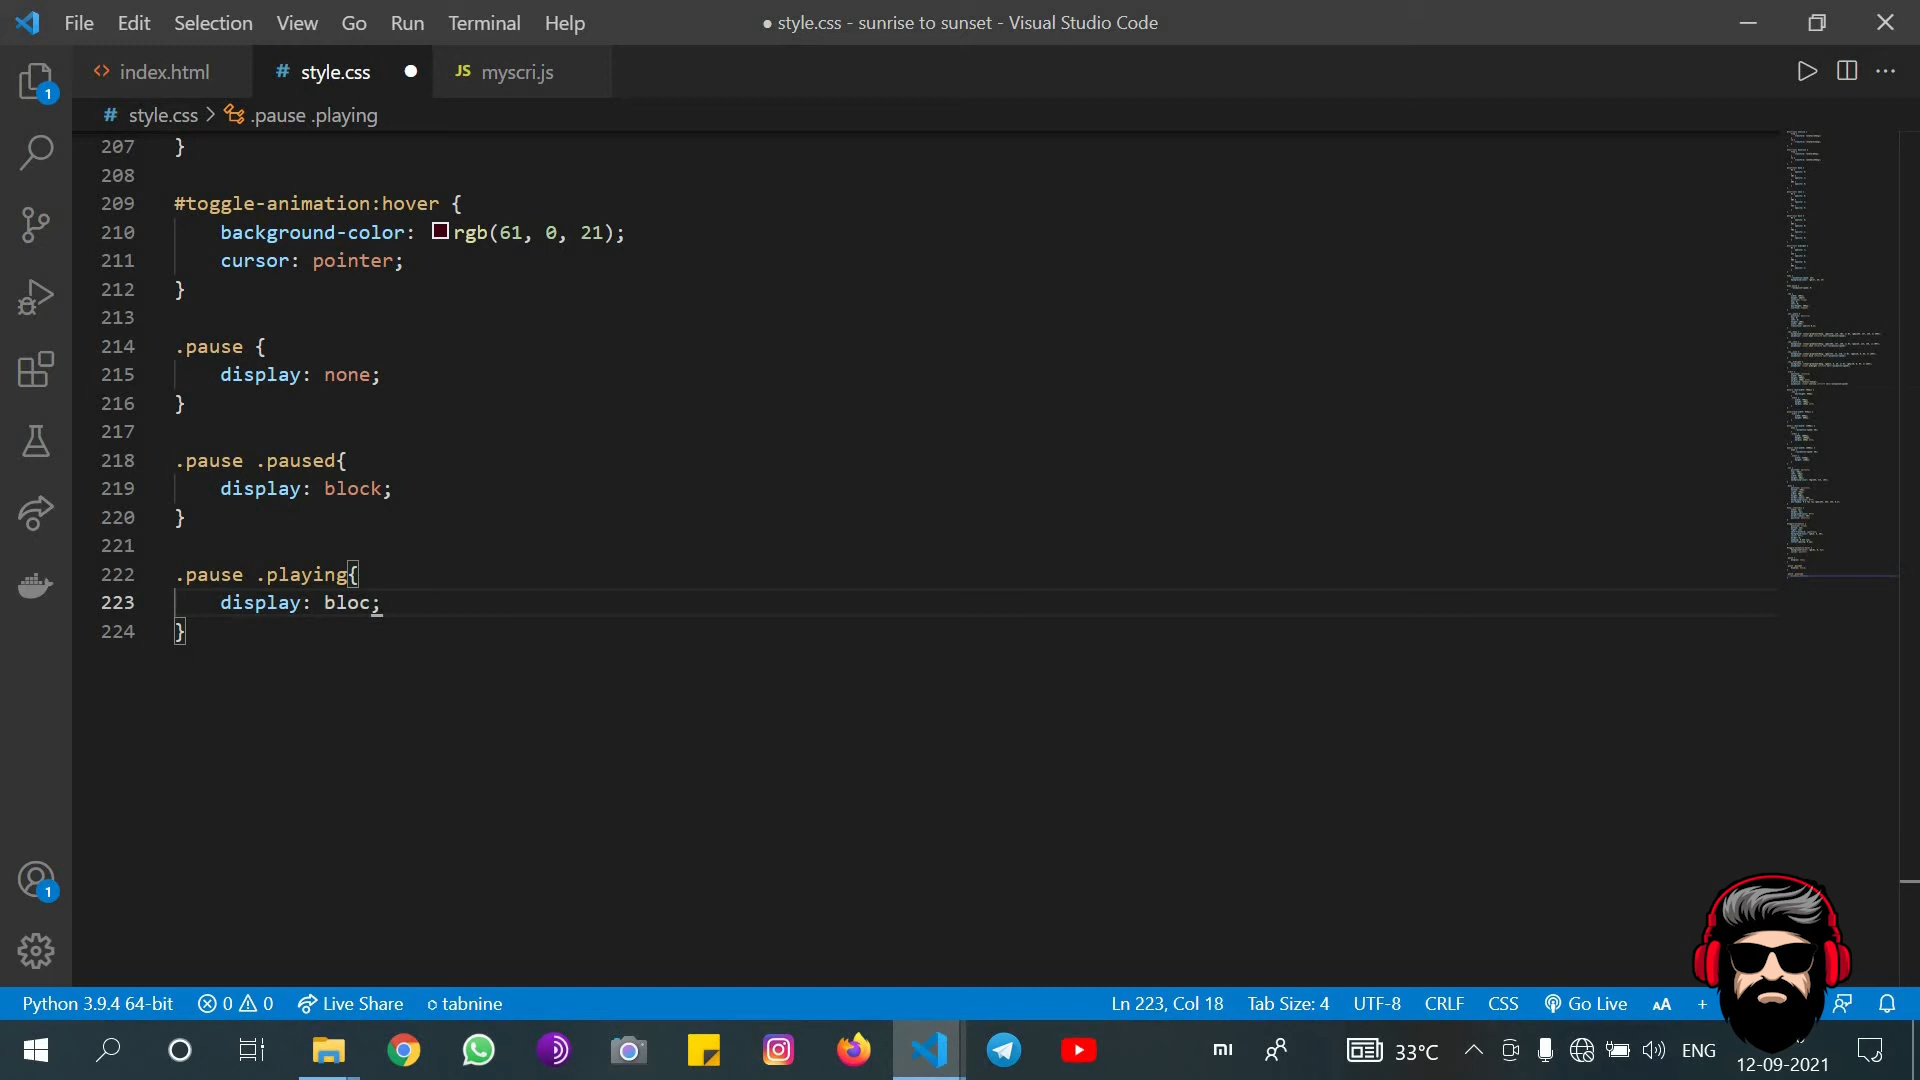 File Edit Selection View Go Run Terminal Help
● style.css - sunrise to sunset - Visual Studio Code
<> index.html
# style.css ●
JS myscri.js
# style.css > .pause .playing
207 }
208
209 #toggle-animation:hover {
210 background-color: rgb(61, 0, 21);
211 cursor: pointer;
212 }
213
214 .pause {
215 display: none;
216 }
217
218 .pause .paused{
219 display: block;
220 }
221
222 .pause .playing{
223 display: bloc;
224 }
1
1
Python 3.9.4 64-bit 0 0 Live Share tabnine Ln 223, Col 18 Tab Size: 4 UTF-8 CRLF CSS Go Live AA +
MI 33°C ENG
12-09-2021